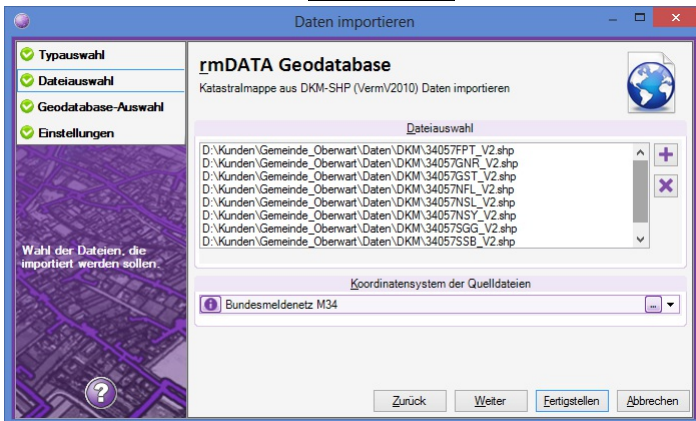 Daten importieren
Typauswahl
Dateiauswahl
Geodatabase-Auswahl
Einstellungen
Wahl der Dateien, die
importiert werden sollen.
rmDATA Geodatabase
Katastralmappe aus DKM-SHP (VermV2010) Daten importieren
Dateiauswahl
D:\Kunden\Gemeinde_Oberwart\Daten\DKM\34057FPT_V2.shp
D:\Kunden\Gemeinde_Oberwart\Daten\DKM\34057GNR_V2.shp
D:\Kunden\Gemeinde_Oberwart\Daten\DKM\34057GST_V2.shp
D:\Kunden\Gemeinde_Oberwart\Daten\DKM\34057NFL_V2.shp
D:\Kunden\Gemeinde_Oberwart\Daten\DKM\34057NSL_V2.shp
D:\Kunden\Gemeinde_Oberwart\Daten\DKM\34057NSY_V2.shp
D:\Kunden\Gemeinde_Oberwart\Daten\DKM\34057SGG_V2.shp
D:\Kunden\Gemeinde_Oberwart\Daten\DKM\34057SSB_V2.shp
Koordinatensystem der Quelldateien
Bundesmeldenetz M34
...
?
Zurück Weiter Fertigstellen Abbrechen